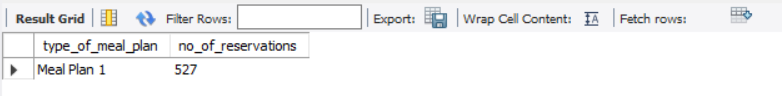 Result Grid Filter Rows: Export: Wrap Cell Content: Fetch rows:
type_of_meal_plan no_of_reservations
Meal Plan 1 527